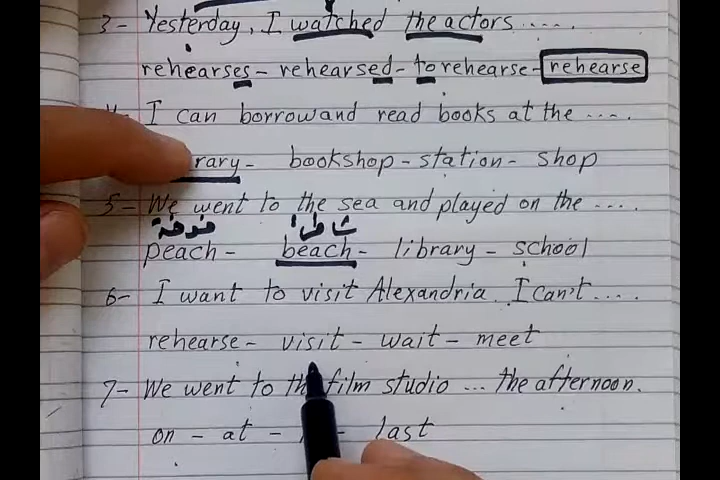 3- Yesterday, I watched the actors ....
rehearses - rehearsed - to rehearse - rehearse
4- I can borrow and read books at the ....
rary - bookshop - station - shop
5- We went to the sea and played on the ....
خوخة شاطئ
peach - beach - library - school
6- I want to visit Alexandria. I can't ....
rehearse - visit - wait - meet
7- We went to the film studio ... the afternoon.
on - at - - last